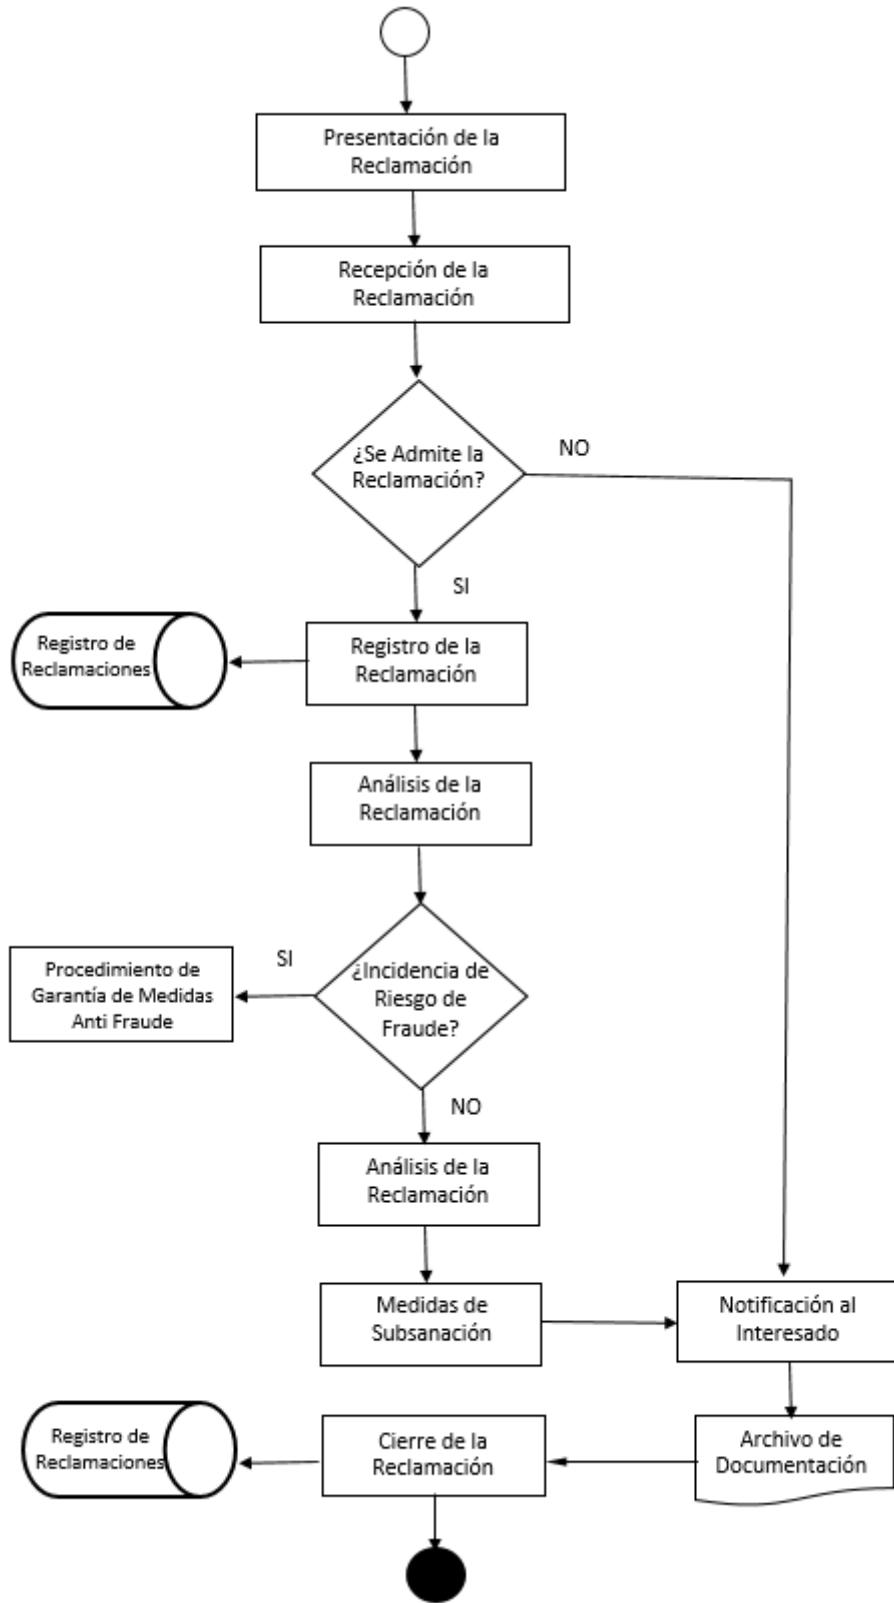 Presentación de la
Reclamación
Recepción de la
Reclamación
¿Se Admite la
Reclamación?
NO
SI
Registro de
Reclamaciones
Registro de la
Reclamación
Análisis de la
Reclamación
Procedimiento de
Garantía de Medidas
Anti Fraude
SI
¿Incidencia de
Riesgo de
Fraude?
NO
Análisis de la
Reclamación
Medidas de
Subsanación
Notificación al
Interesado
Registro de
Reclamaciones
Cierre de la
Reclamación
Archivo de
Documentación